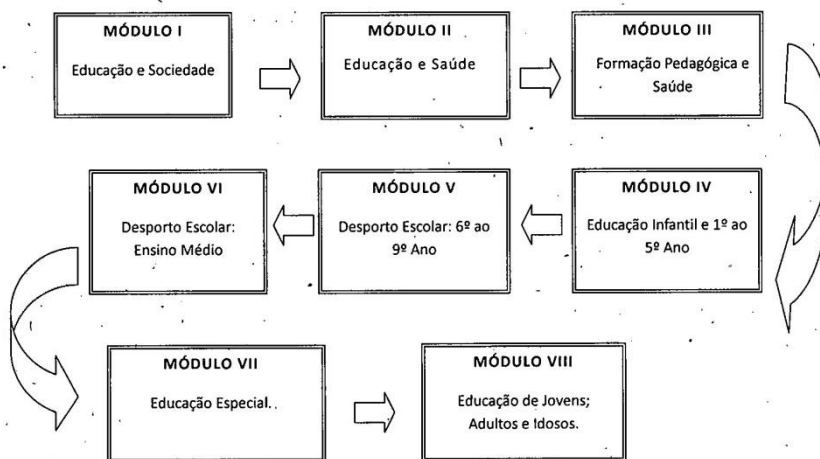 MÓDULO I
Educação e Sociedade
MÓDULO II
Educação e Saúde
MÓDULO III
Formação Pedagógica e
Saúde
MÓDULO VI
Desporto Escolar:
Ensino Médio
MÓDULO V
Desporto Escolar: 6º ao
9º Ano
MÓDULO IV
Educação Infantil e 1º ao
5º Ano
MÓDULO VII
Educação Especial.
MÓDULO VIII
Educação de Jovens;
Adultos e Idosos.